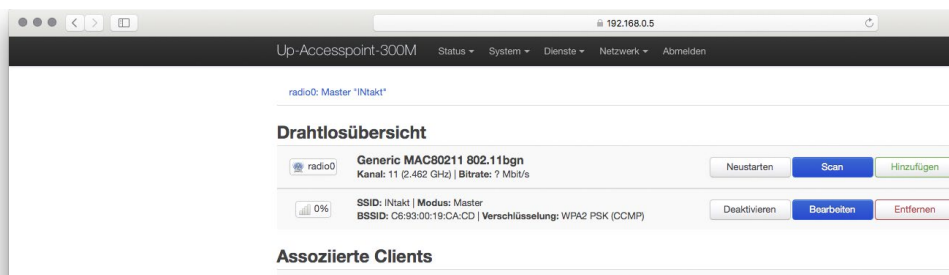 192.168.0.5
Up-Accesspoint-300M Status System Dienste Netzwerk Abmelden
radio0: Master "INtakt"
Drahtlosübersicht
radio0 Generic MAC80211 802.11bgn Neustarten Scan Hinzufügen
Kanal: 11 (2.462 GHz) | Bitrate: ? Mbit/s
0% SSID: INtakt | Modus: Master Deaktivieren Bearbeiten Entfernen
BSSID: C6:93:00:19:CA:CD | Verschlüsselung: WPA2 PSK (CCMP)
Assoziierte Clients